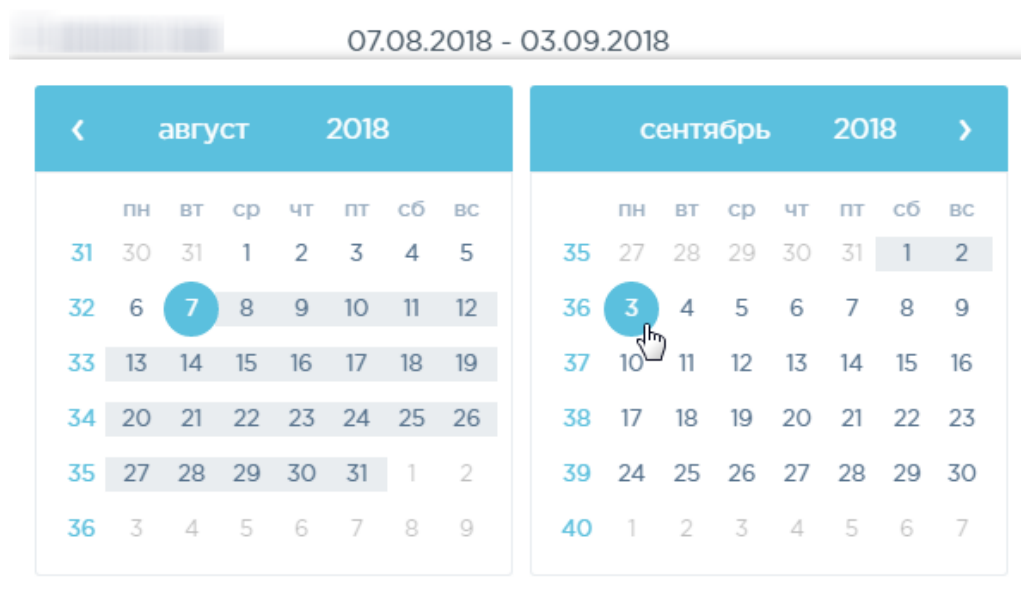 07.08.2018 - 03.09.2018
август 2018
пн вт ср чт пт сб вс
31 30 31 1 2 3 4 5
32 6 7 8 9 10 11 12
33 13 14 15 16 17 18 19
34 20 21 22 23 24 25 26
35 27 28 29 30 31 1 2
36 3 4 5 6 7 8 9
сентябрь 2018
пн вт ср чт пт сб вс
35 27 28 29 30 31 1 2
36 3 4 5 6 7 8 9
37 10 11 12 13 14 15 16
38 17 18 19 20 21 22 23
39 24 25 26 27 28 29 30
40 1 2 3 4 5 6 7